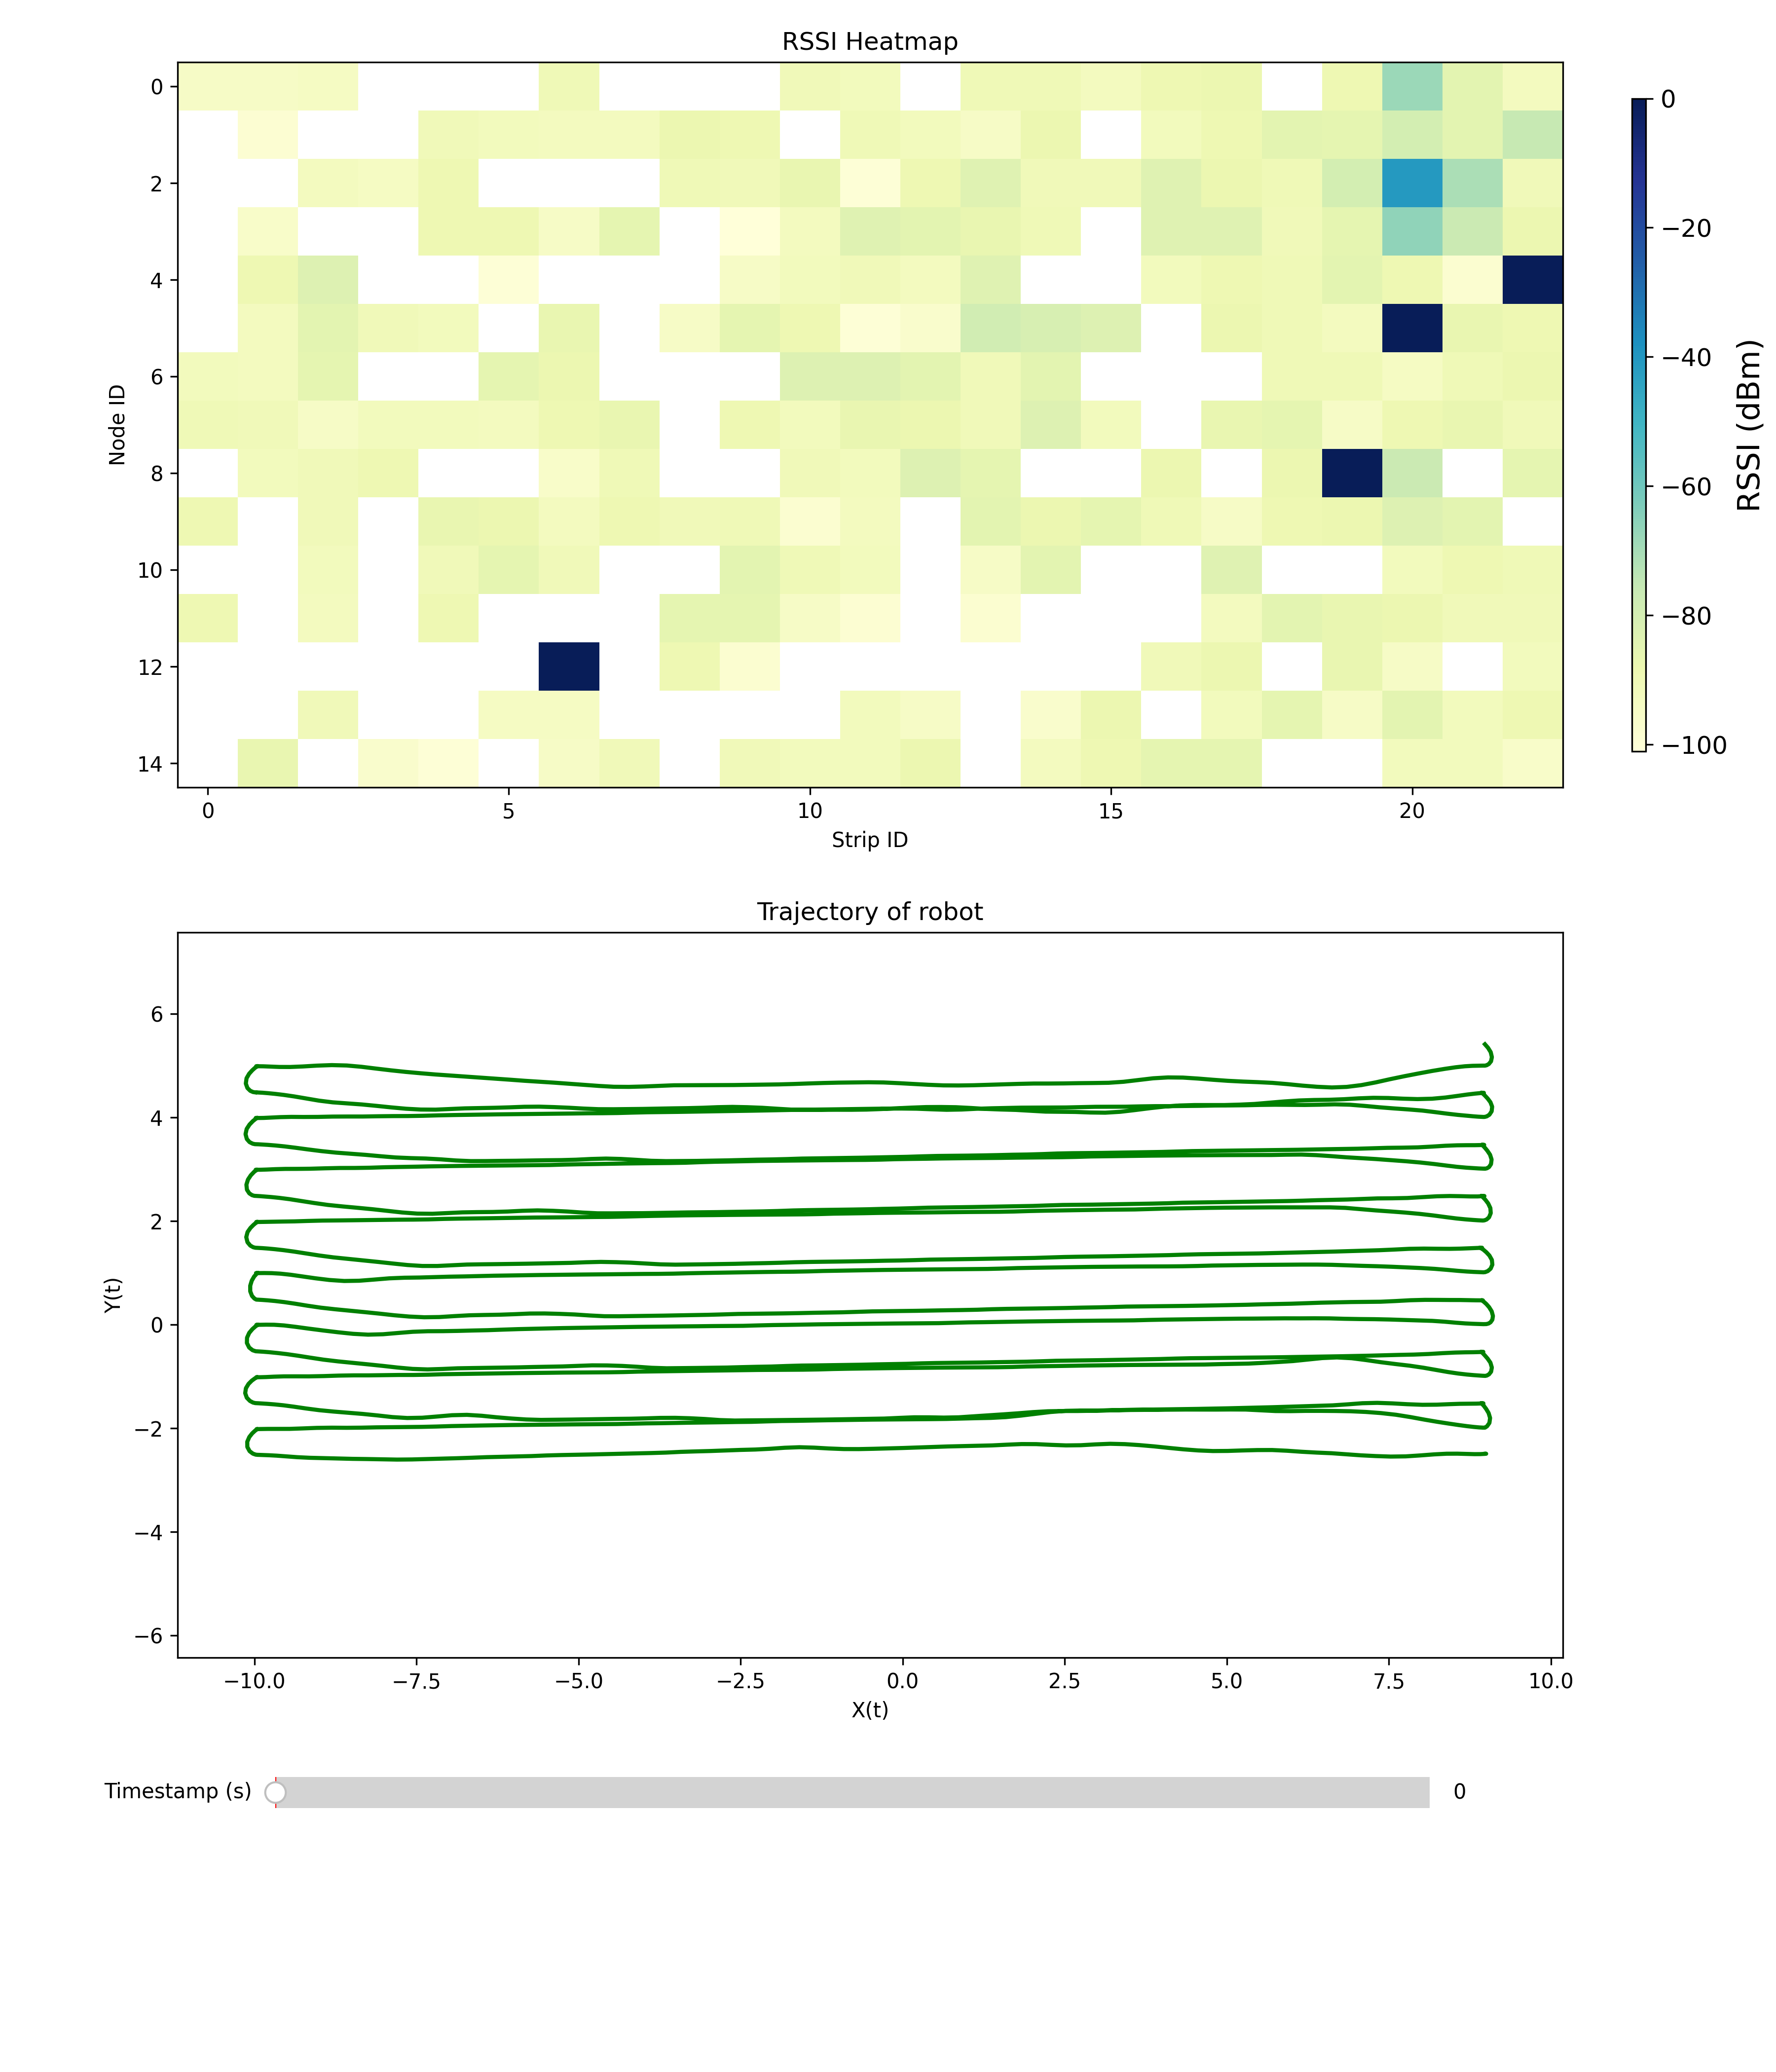 RSSI Heatmap
0
2
4
6
8
10
12
14
Node ID
0 5 10 15 20
Strip ID
0
−20
−40
−60
−80
−100
RSSI (dBm)
Trajectory of robot
6
4
2
0
−2
−4
−6
Y(t)
−10.0 −7.5 −5.0 −2.5 0.0 2.5 5.0 7.5 10.0
X(t)
Timestamp (s) 0